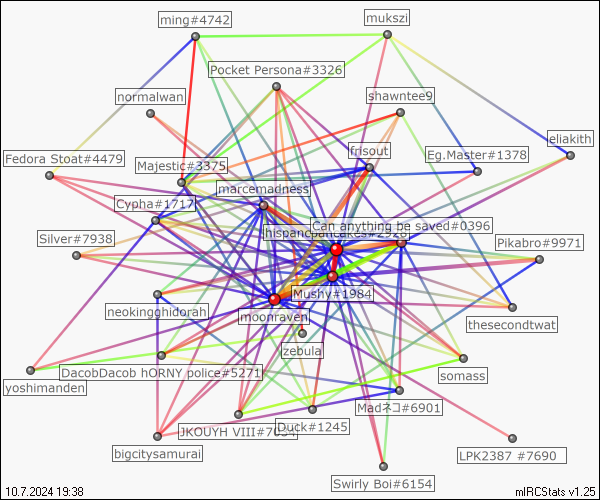 ming#4742
mukszi
Pocket Persona#3326
normalwan
shawntee9
frisout
eliakith
Fedora Stoat#4479
Majestic#3375
Eg.Master#1378
marcemadness
Cypha#1717
Can anything be saved#0396
Silver#7938
Pikabro#9971
Mushy#1984
neokingghidorah
moonraven
thesecondtwat
zebula
yoshimanden
DacobDacob hORNY police#5271
somass
Madネコ#6901
JKOUYH VIII
Duck#1245
bigcitysamurai
LPK2387 #7690
Swirly Boi#6154
10.7.2024 19:38
mIRCStats v1.25